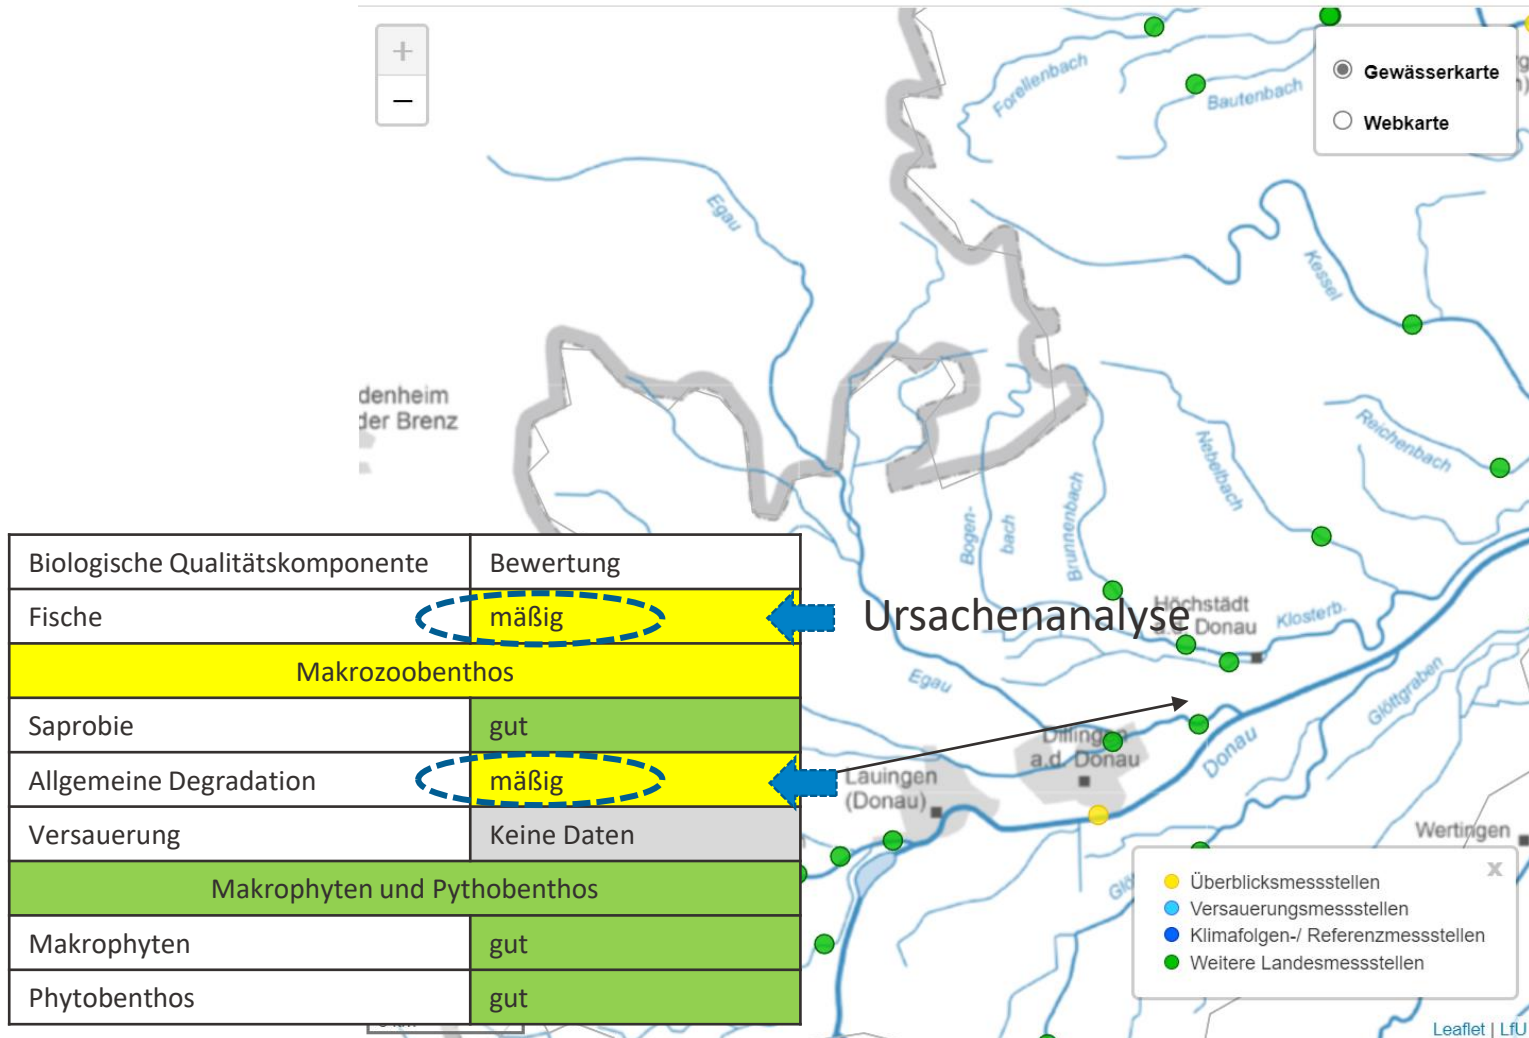 +
−
Gewässerkarte
Webkarte
Forellenbach
Bautenbach
Egau
Kessel
denheim
der Brenz
Reichenbach
Nebelbach
Bogen-
bach
Brunnenbach
Höchstädt
a.d. Donau
Klosterb.
Ursachenanalyse
Egau
Glöttgraben
Dillingen
a.d. Donau
Donau
Lauingen
(Donau)
Wertingen
Biologische Qualitätskomponente Bewertung
Fische mäßig
Makrozoobenthos
Saprobie gut
Allgemeine Degradation mäßig
Versauerung Keine Daten
Makrophyten und Pythobenthos
Makrophyten gut
Phytobenthos gut
x
Überblicksmessstellen
Versauerungsmessstellen
Klimafolgen-/ Referenzmessstellen
Weitere Landesmessstellen
Leaflet | LfU